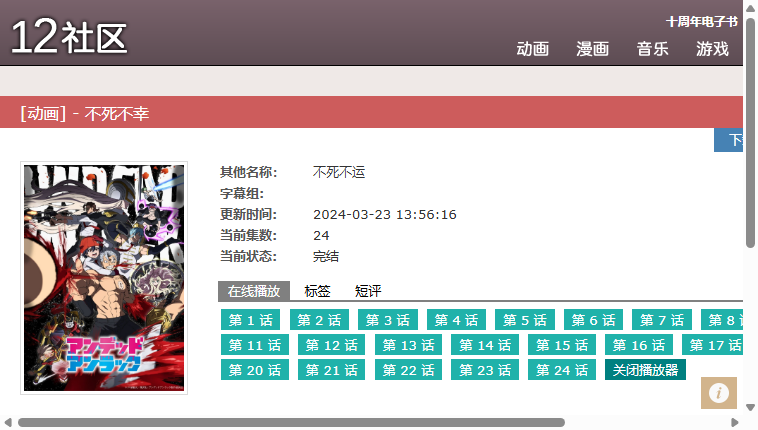 12社区
十周年电子书
动画 漫画 音乐 游戏
[动画] - 不死不幸
其他名称: 不死不运
字幕组:
更新时间: 2024-03-23 13:56:16
当前集数: 24
当前状态: 完结
在线播放 标签 短评
第 1 话 第 2 话 第 3 话 第 4 话 第 5 话 第 6 话 第 7 话 第 8
第 11 话 第 12 话 第 13 话 第 14 话 第 15 话 第 16 话 第 17 话
第 20 话 第 21 话 第 22 话 第 23 话 第 24 话 关闭播放器
UNDEAD
アンデッド
アンラック